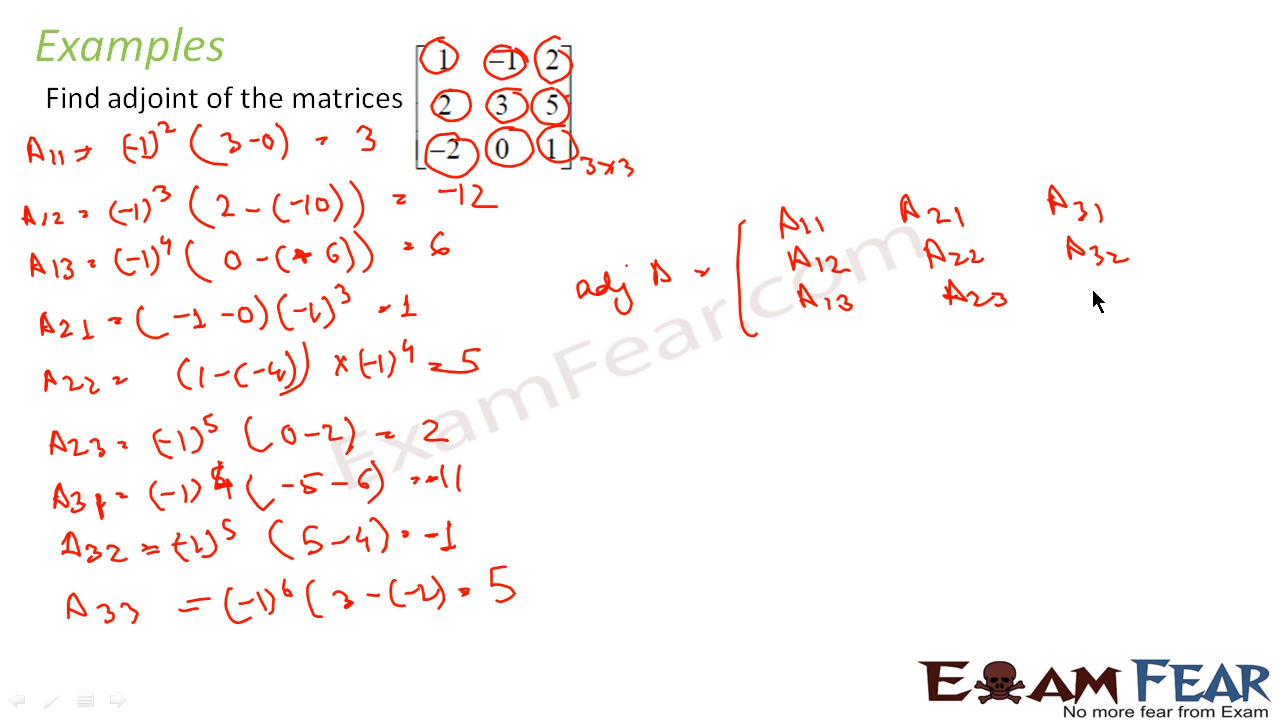 Examples
Find adjoint of the matrices
1 -1 2
2 3 5
-2 0 1
3×3
A11 → (-1)^2 (3-0) = 3
A12 = (-1)^3 (2-(-10)) = -12
A13 = (-1)^4 (0-(-6)) = 6
A21 = (-1-0)(-1)^3 = 1
A22 = (1-(-4)) × (-1)^4 = 5
A23 = (-1)^5 (0-2) = 2
A31 = (-1)^4 (-5-6) = -11
A32 = (-1)^5 (5-4) = -1
A33 = (-1)^6 (3-(-2) = 5
adj A =
A11 A21 A31
A12 A22 A32
A13 A23
ExamFear.com
EXAM FEAR
No more fear from Exam